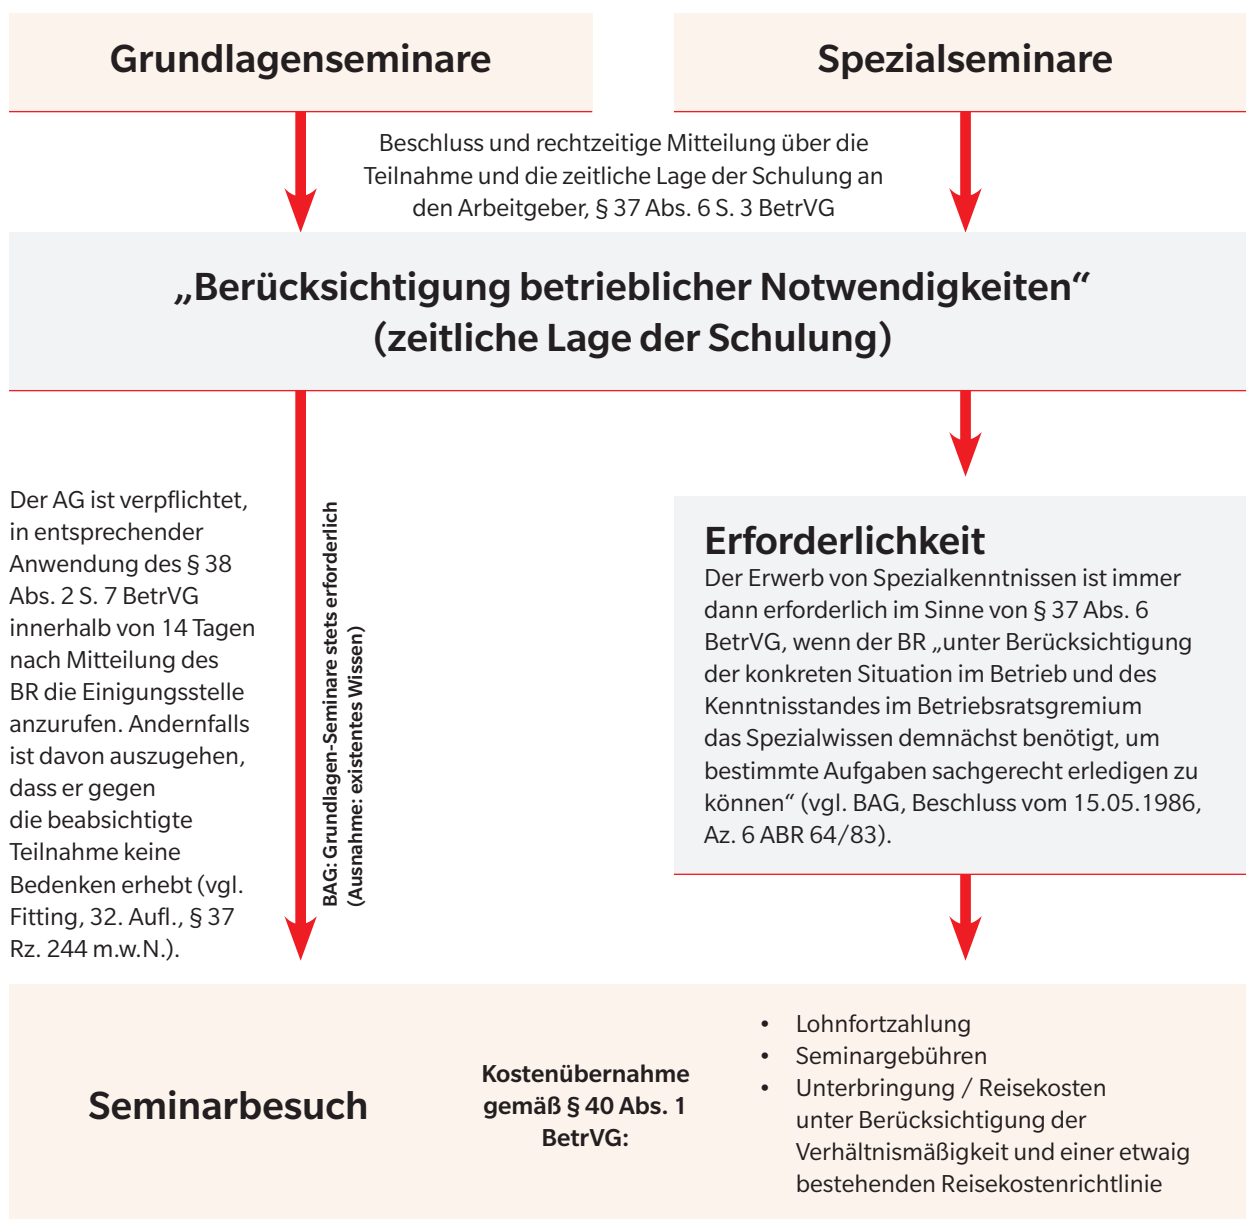 Grundlagenseminare
Spezialseminare
Beschluss und rechtzeitige Mitteilung über die
Teilnahme und die zeitliche Lage der Schulung an
den Arbeitgeber, § 37 Abs. 6 S. 3 BetrVG
„Berücksichtigung betrieblicher Notwendigkeiten“
(zeitliche Lage der Schulung)
Der AG ist verpflichtet,
in entsprechender
Anwendung des § 38
Abs. 2 S. 7 BetrVG
innerhalb von 14 Tagen
nach Mitteilung des
BR die Einigungsstelle
anzurufen. Andernfalls
ist davon auszugehen,
dass er gegen
die beabsichtigte
Teilnahme keine
Bedenken erhebt (vgl.
Fitting, 32. Aufl., § 37
Rz. 244 m.w.N.).
BAG: Grundlagen-Seminare stets erforderlich
(Ausnahme: existentes Wissen)
Erforderlichkeit
Der Erwerb von Spezialkenntnissen ist immer
dann erforderlich im Sinne von § 37 Abs. 6
BetrVG, wenn der BR „unter Berücksichtigung
der konkreten Situation im Betrieb und des
Kenntnisstandes im Betriebsratsgremium
das Spezialwissen demnächst benötigt, um
bestimmte Aufgaben sachgerecht erledigen zu
können“ (vgl. BAG, Beschluss vom 15.05.1986,
Az. 6 ABR 64/83).
Seminarbesuch
Kostenübernahme
gemäß § 40 Abs. 1
BetrVG:
• Lohnfortzahlung
• Seminargebühren
• Unterbringung / Reisekosten
unter Berücksichtigung der
Verhältnismäßigkeit und einer etwaig
bestehenden Reisekostenrichtlinie